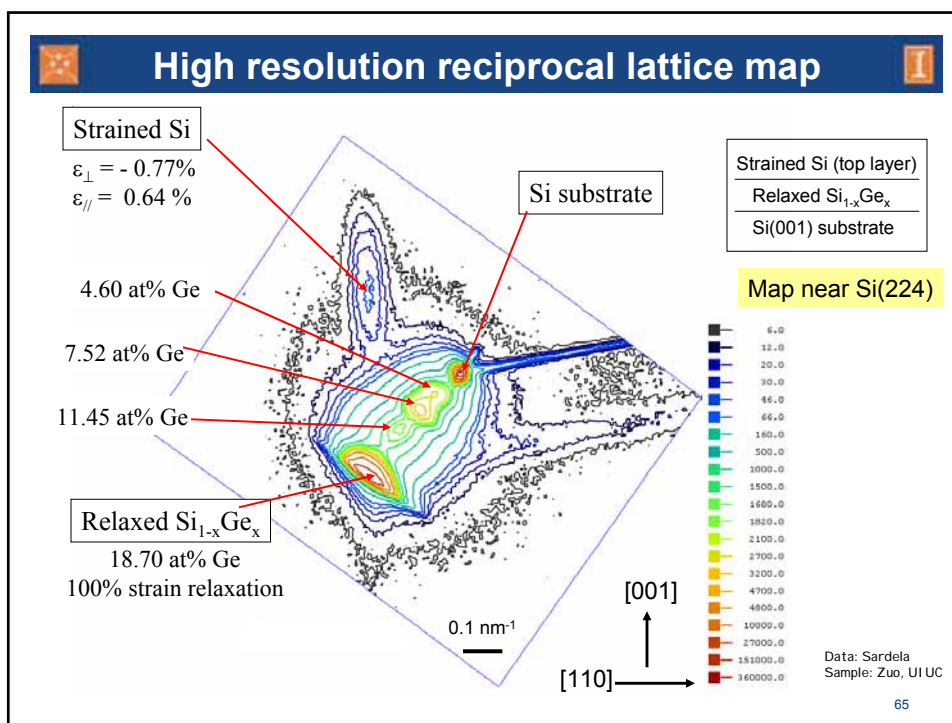 High resolution reciprocal lattice map
Strained Si
ε⊥ = - 0.77%
ε// = 0.64 %
Si substrate
Strained Si (top layer)
Relaxed Si1-xGex
Si(001) substrate
4.60 at% Ge
Map near Si(224)
7.52 at% Ge
11.45 at% Ge
Relaxed Si1-xGex
18.70 at% Ge
100% strain relaxation
0.1 nm-1
[001]
[110]
6.0
12.0
20.0
30.0
46.0
66.0
160.0
500.0
1000.0
1500.0
1600.0
1820.0
2100.0
2700.0
3200.0
4700.0
4800.0
10000.0
27000.0
151000.0
360000.0
Data: Sardela
Sample: Zuo, UIUC
65